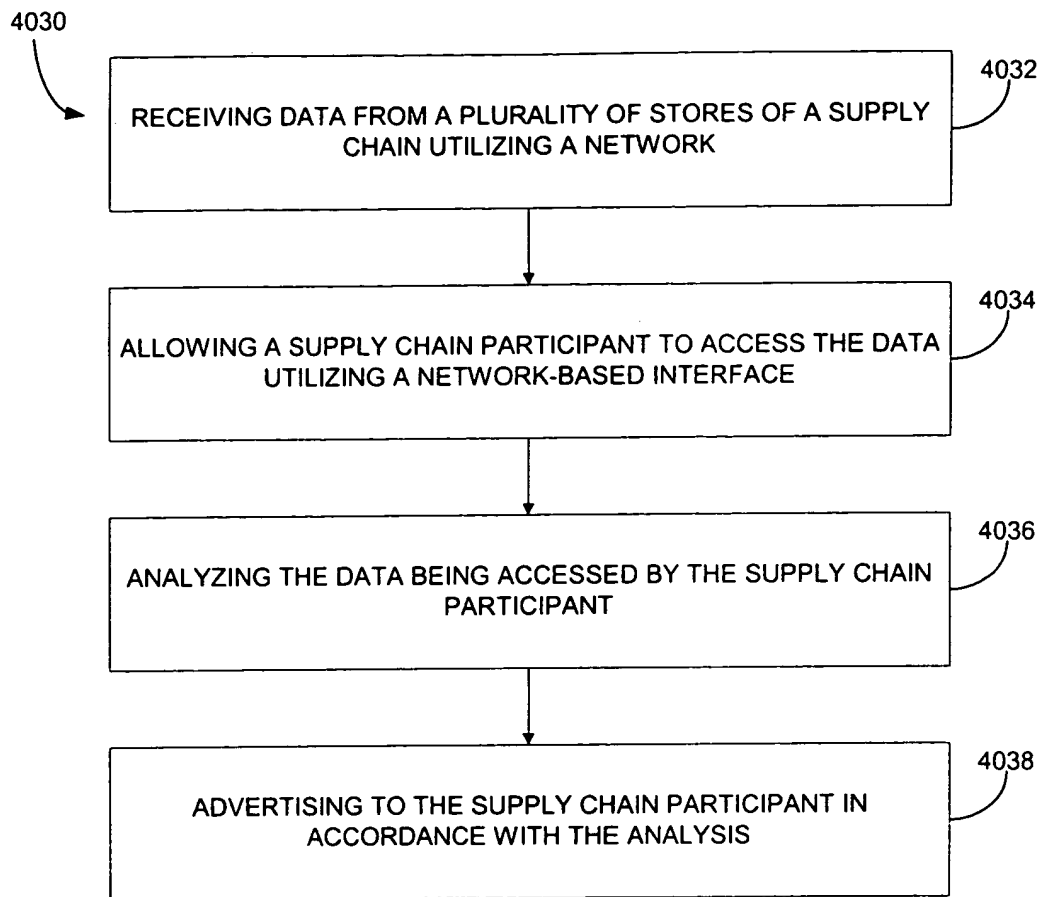 4030
4032
RECEIVING DATA FROM A PLURALITY OF STORES OF A SUPPLY
CHAIN UTILIZING A NETWORK
4034
ALLOWING A SUPPLY CHAIN PARTICIPANT TO ACCESS THE DATA
UTILIZING A NETWORK-BASED INTERFACE
4036
ANALYZING THE DATA BEING ACCESSED BY THE SUPPLY CHAIN
PARTICIPANT
4038
ADVERTISING TO THE SUPPLY CHAIN PARTICIPANT IN
ACCORDANCE WITH THE ANALYSIS